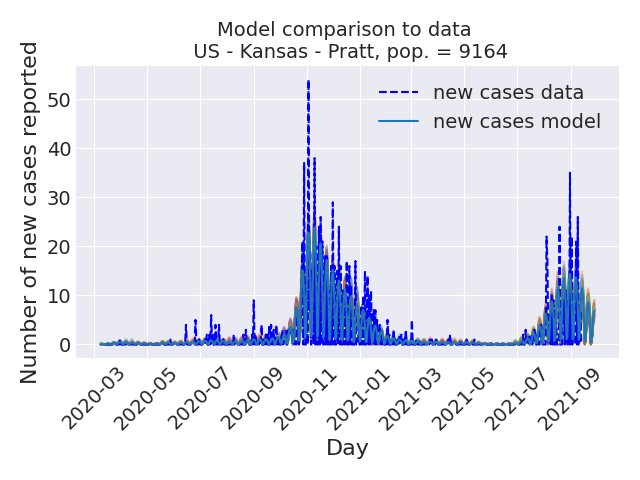 Model comparison to data
US - Kansas - Pratt, pop. = 9164
Number of new cases reported
50
40
30
20
10
0
new cases data
new cases model
2020-03
2020-05
2020-07
2020-09
2020-11
2021-01
2021-03
2021-05
2021-07
2021-09
Day